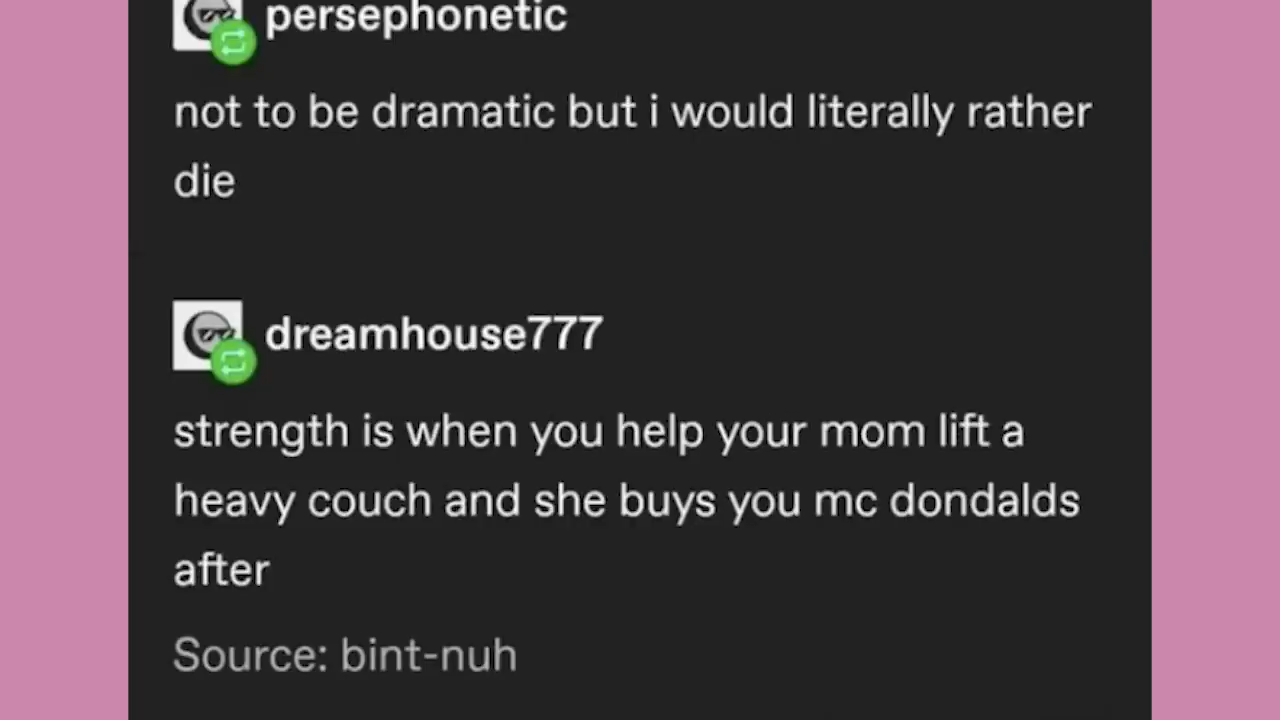 persephonetic
not to be dramatic but i would literally rather
die
dreamhouse777
strength is when you help your mom lift a
heavy couch and she buys you mc dondalds
after
Source: bint-nuh